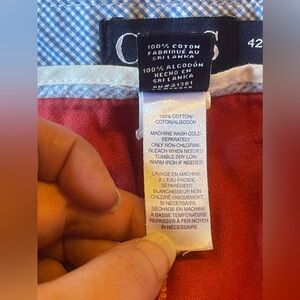 42
100% COTTON
FABRIQUÉ AU
SRI LANKA
100% ALGODÓN
HECHO EN
SRI LANKA
100% COTTON/
COTON/ALGODON
MACHINE WASH COLD
SEPARATELY
ONLY NON-CHLORINE
BLEACH WHEN NEEDED
TUMBLE DRY LOW
WARM IRON IF NEEDED
LAVAGE EN MACHINE
À L'EAU FROIDE
SÉPARÉMENT
BLANCHISSEUR NON
CHLORÉ UNIQUEMENT
SI NÉCESSAIRE
SÉCHAGE EN MACHINE
À BASSE TEMPÉRATURE
REPASSER À FER MOYEN
SI NÉCESSAIRE